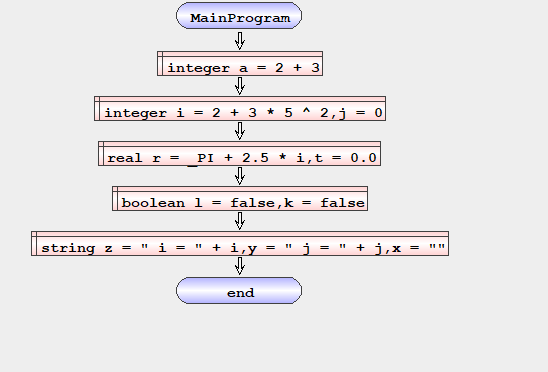 MainProgram
integer a = 2 + 3
integer i = 2 + 3 * 5 ^ 2,j = 0
real r = _PI + 2.5 * i,t = 0.0
boolean l = false,k = false
string z = " i = " + i,y = " j = " + j,x = ""
end